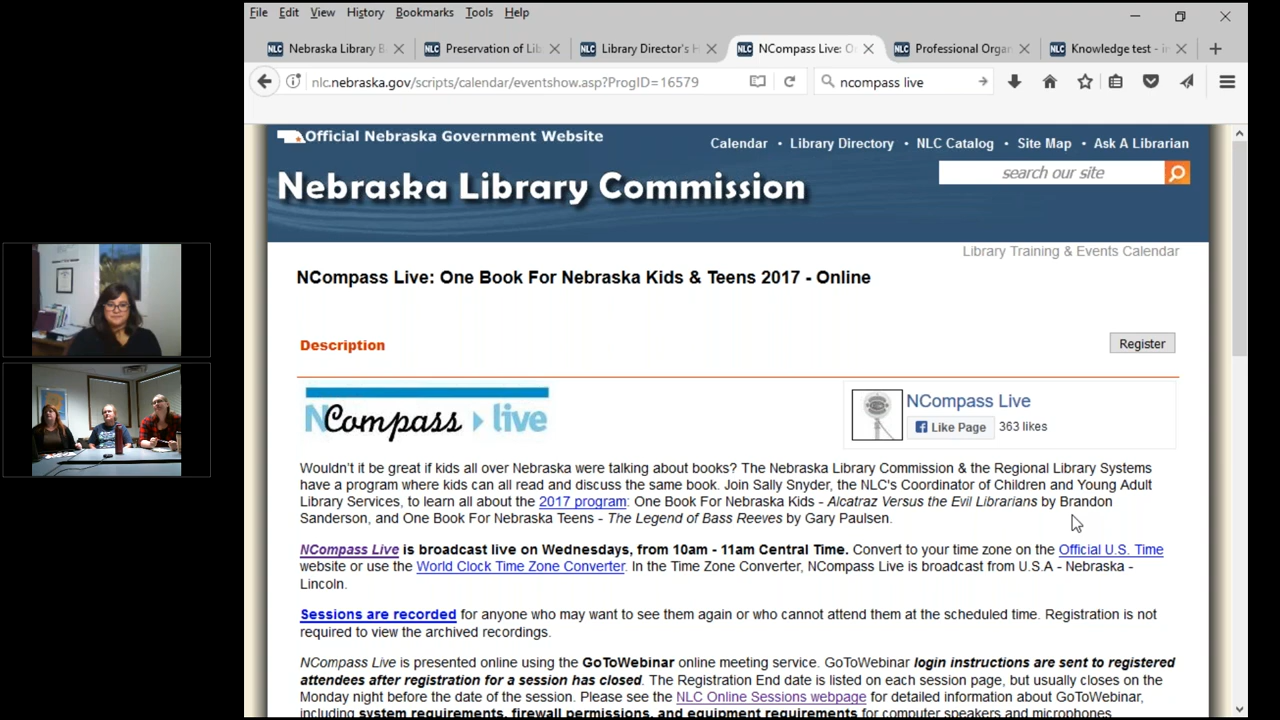 File Edit View History Bookmarks Tools Help
Nebraska Library B
Preservation of Lib
Library Director's H
NCompass Live: O
Professional Organ
Knowledge test - i
nlc.nebraska.gov/scripts/calendar/eventshow.asp?ProgID=16579
ncompass live
Official Nebraska Government Website
Calendar • Library Directory • NLC Catalog • Site Map • Ask A Librarian
Nebraska Library Commission
search our site
Library Training & Events Calendar
NCompass Live: One Book For Nebraska Kids & Teens 2017 - Online
Description
Register
NCompass live
NCompass Live
Like Page 363 likes
Wouldn't it be great if kids all over Nebraska were talking about books? The Nebraska Library Commission & the Regional Library Systems
have a program where kids can all read and discuss the same book. Join Sally Snyder, the NLC's Coordinator of Children and Young Adult
Library Services, to learn all about the 2017 program: One Book For Nebraska Kids - Alcatraz Versus the Evil Librarians by Brandon
Sanderson, and One Book For Nebraska Teens - The Legend of Bass Reeves by Gary Paulsen.
NCompass Live is broadcast live on Wednesdays, from 10am - 11am Central Time. Convert to your time zone on the Official U.S. Time
website or use the World Clock Time Zone Converter. In the Time Zone Converter, NCompass Live is broadcast from U.S.A - Nebraska -
Lincoln.
Sessions are recorded for anyone who may want to see them again or who cannot attend them at the scheduled time. Registration is not
required to view the archived recordings.
NCompass Live is presented online using the GoToWebinar online meeting service. GoToWebinar login instructions are sent to registered
attendees after registration for a session has closed. The Registration End date is listed on each session page, but usually closes on the
Monday night before the date of the session. Please see the NLC Online Sessions webpage for detailed information about GoToWebinar,
including system requirements, firewall permissions, and equipment requirements for computer speakers and microphones